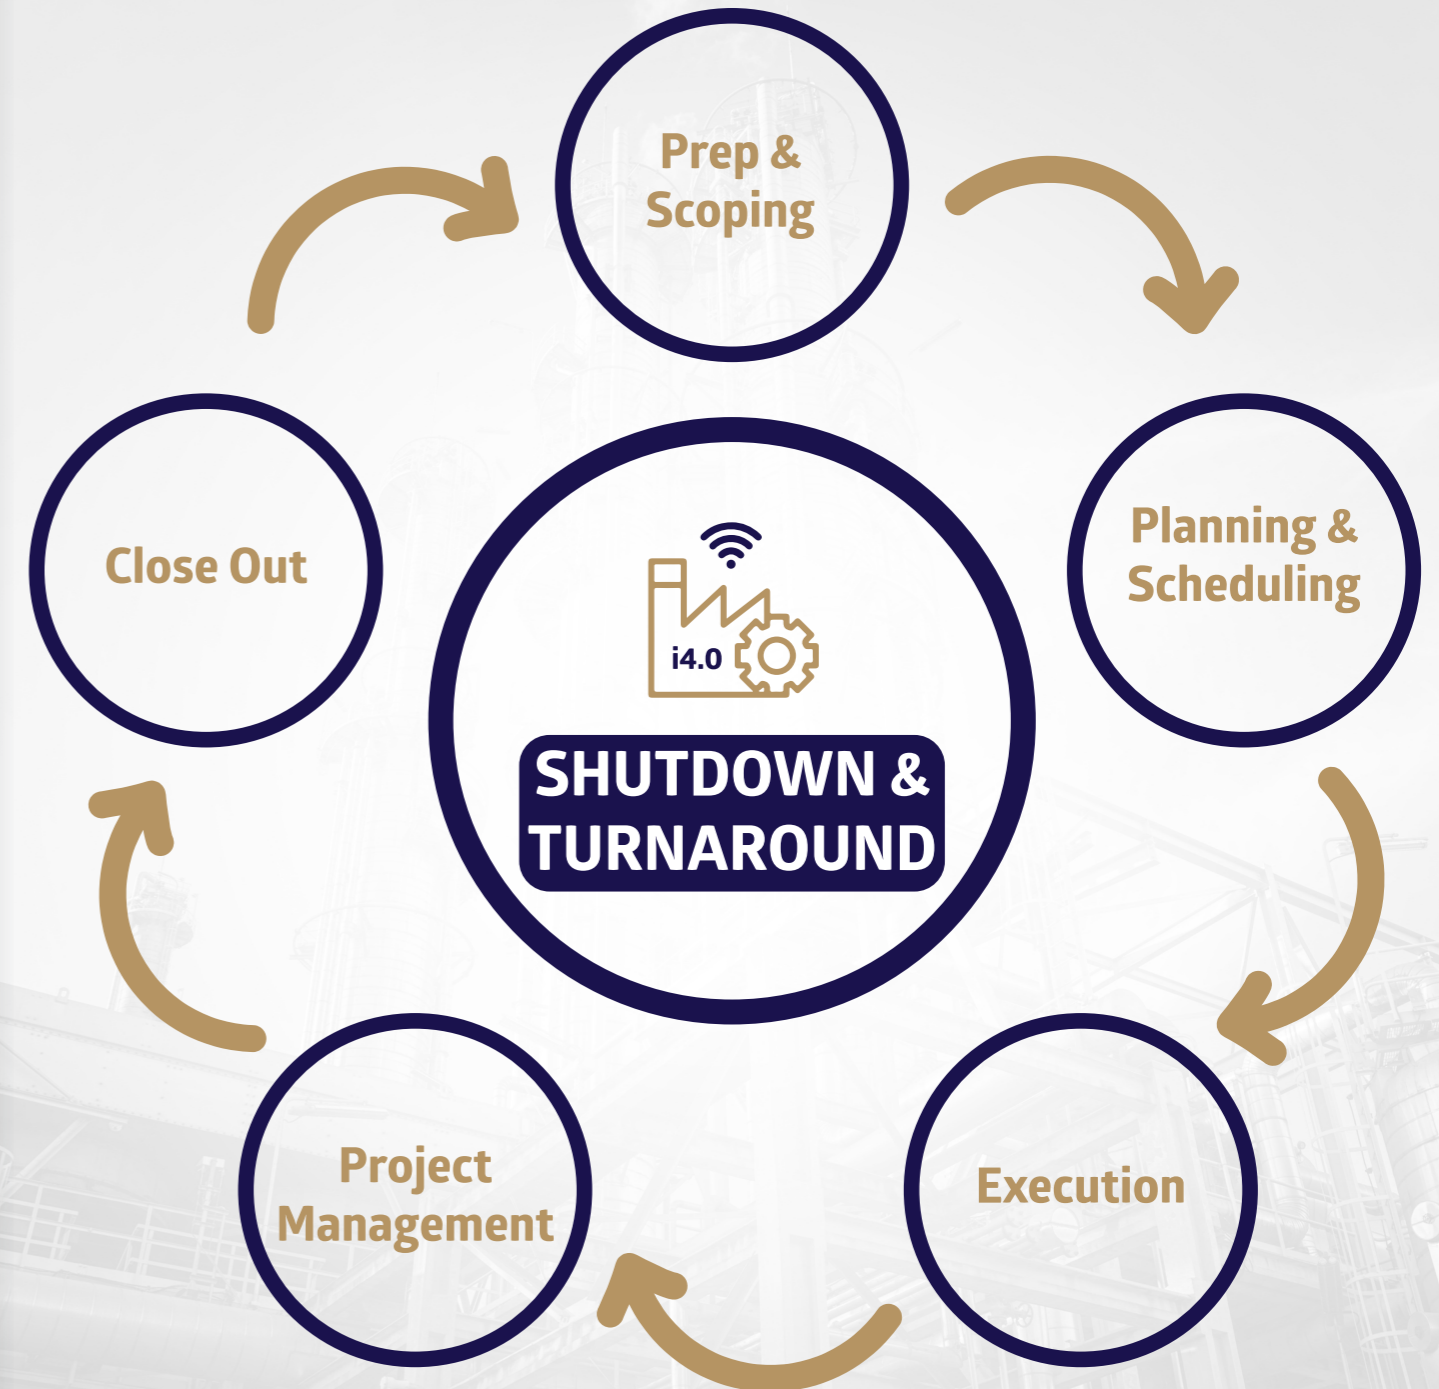 Prep &
Scoping
Planning &
Scheduling
Close Out
i4.0
SHUTDOWN &
TURNAROUND
Project
Management
Execution